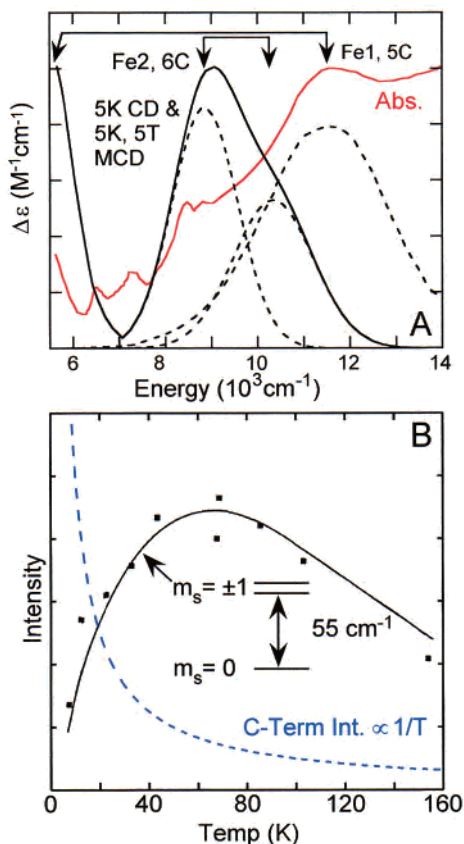 Fe2, 6C
Fe1, 5C
5K CD &
5K, 5T
MCD
Abs.
Δε (M⁻¹cm⁻¹)
A
6 8 10 12 14
Energy (10³cm⁻¹)
B
Intensity
mₛ= ±1
55 cm⁻¹
mₛ= 0
C-Term Int. ∝ 1/T
0 40 80 120 160
Temp (K)